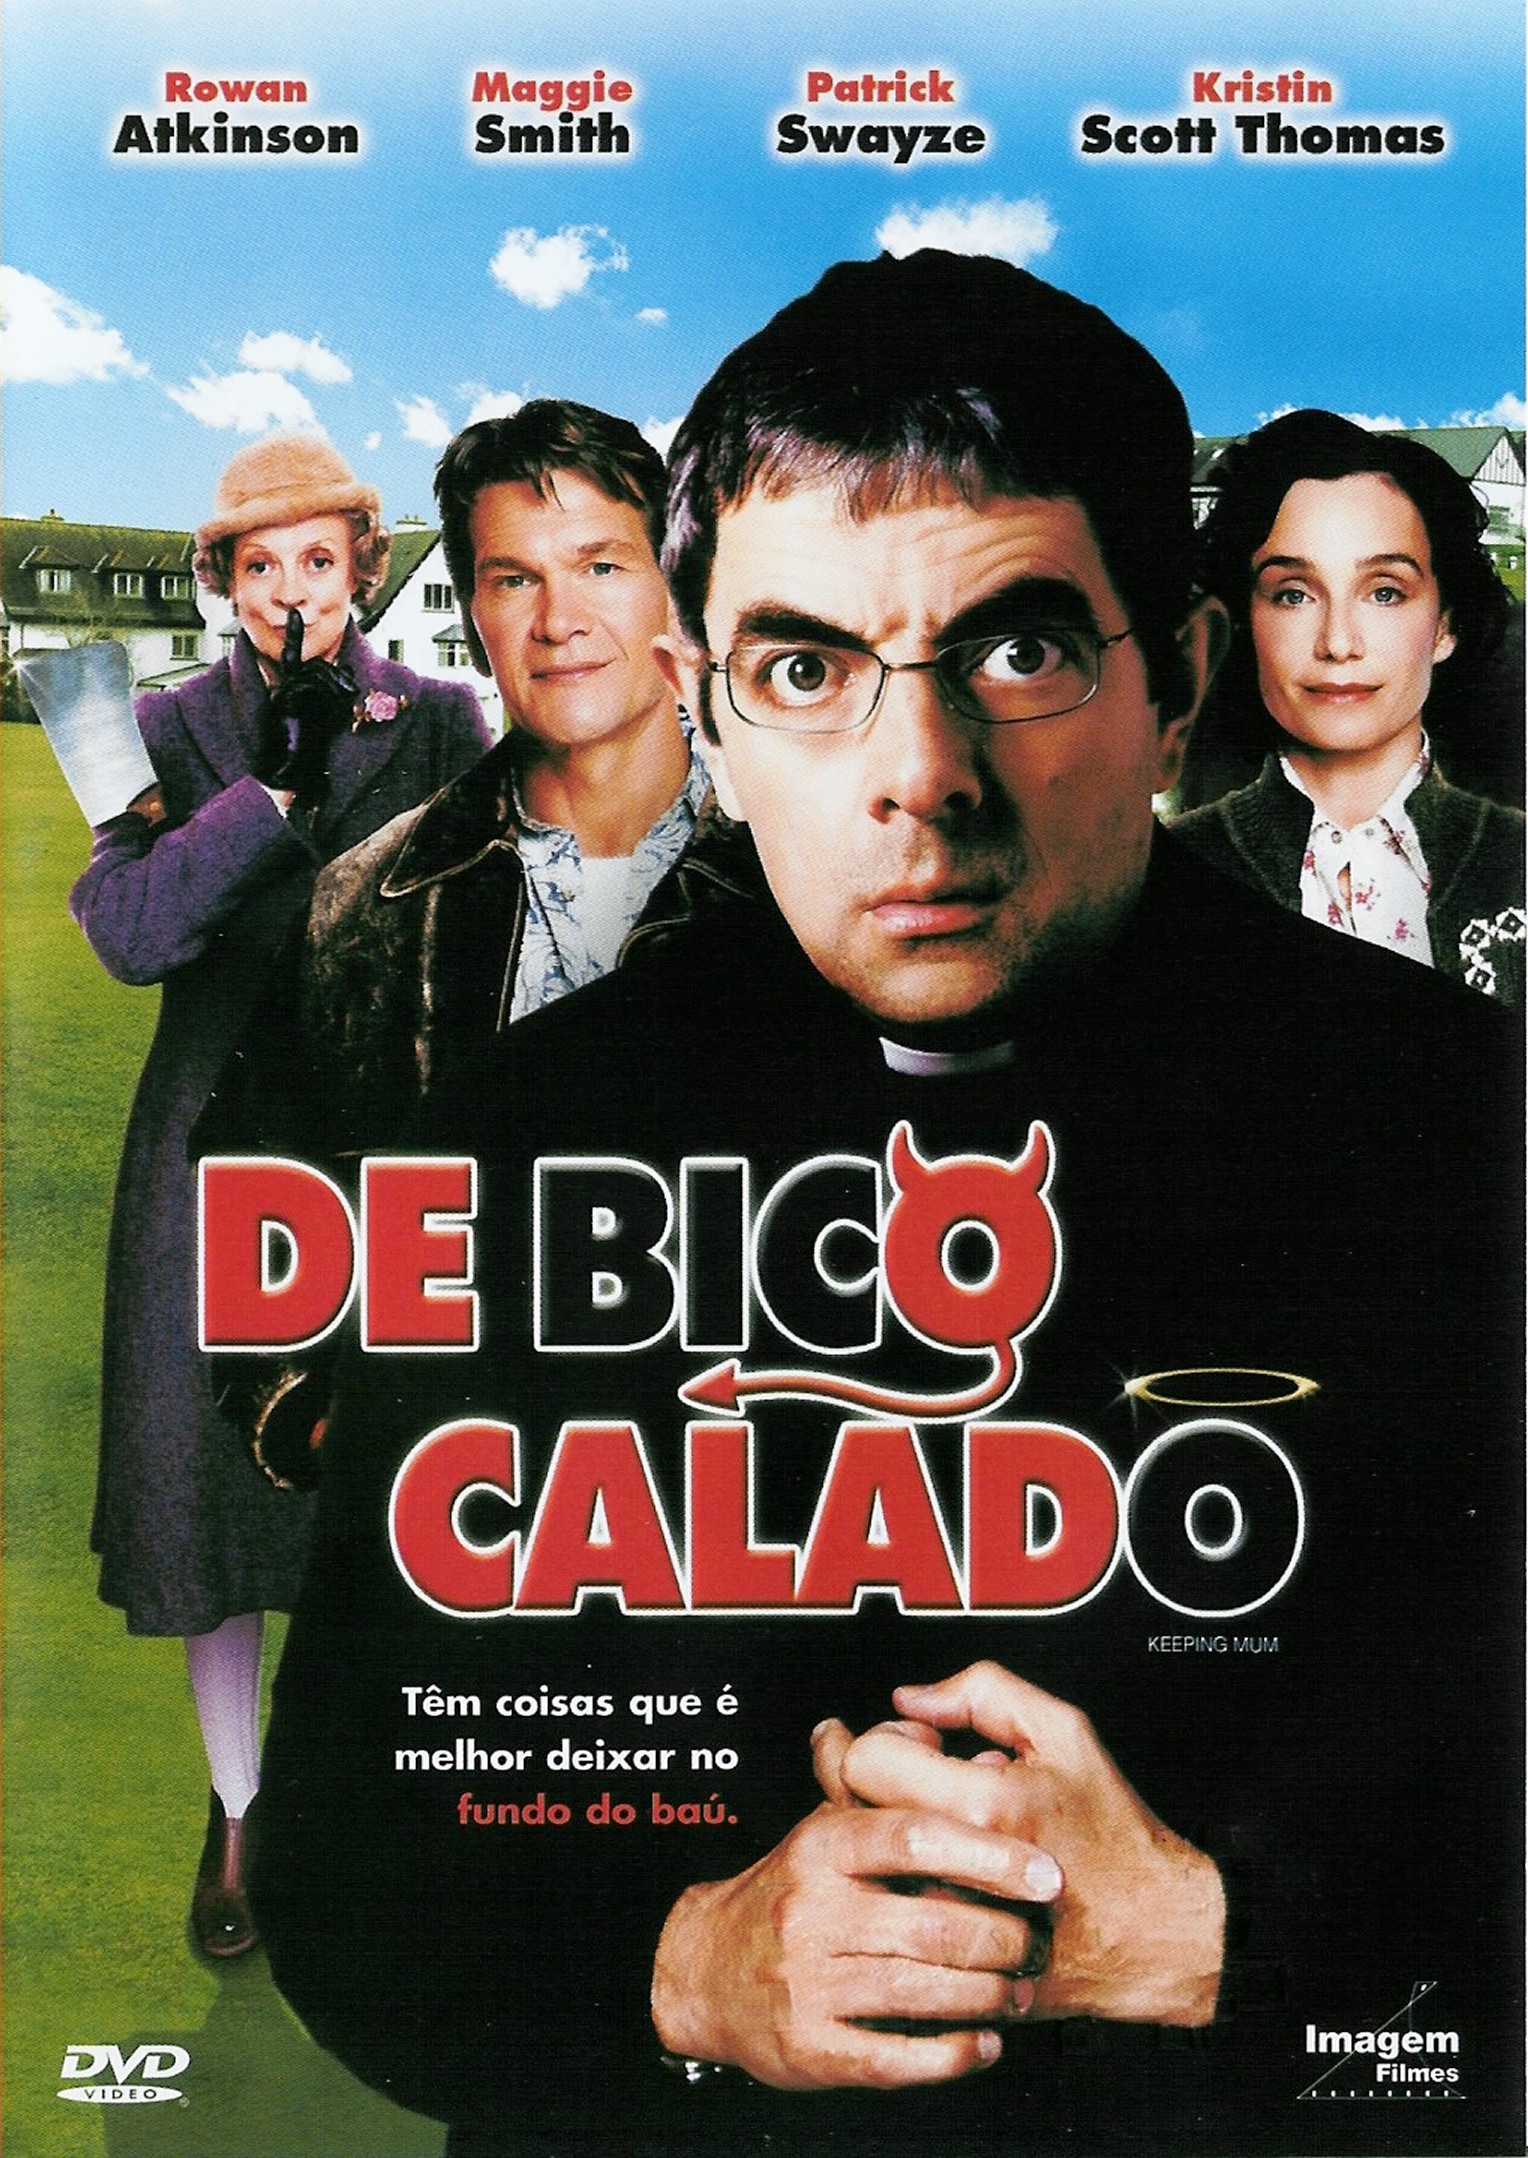 Rowan Atkinson
Maggie Smith
Patrick Swayze
Kristin Scott Thomas
DE BICO
CALADO
KEEPING MUM
Têm coisas que é
melhor deixar no
fundo do baú.
DVD
VIDEO
Imagem
Filmes